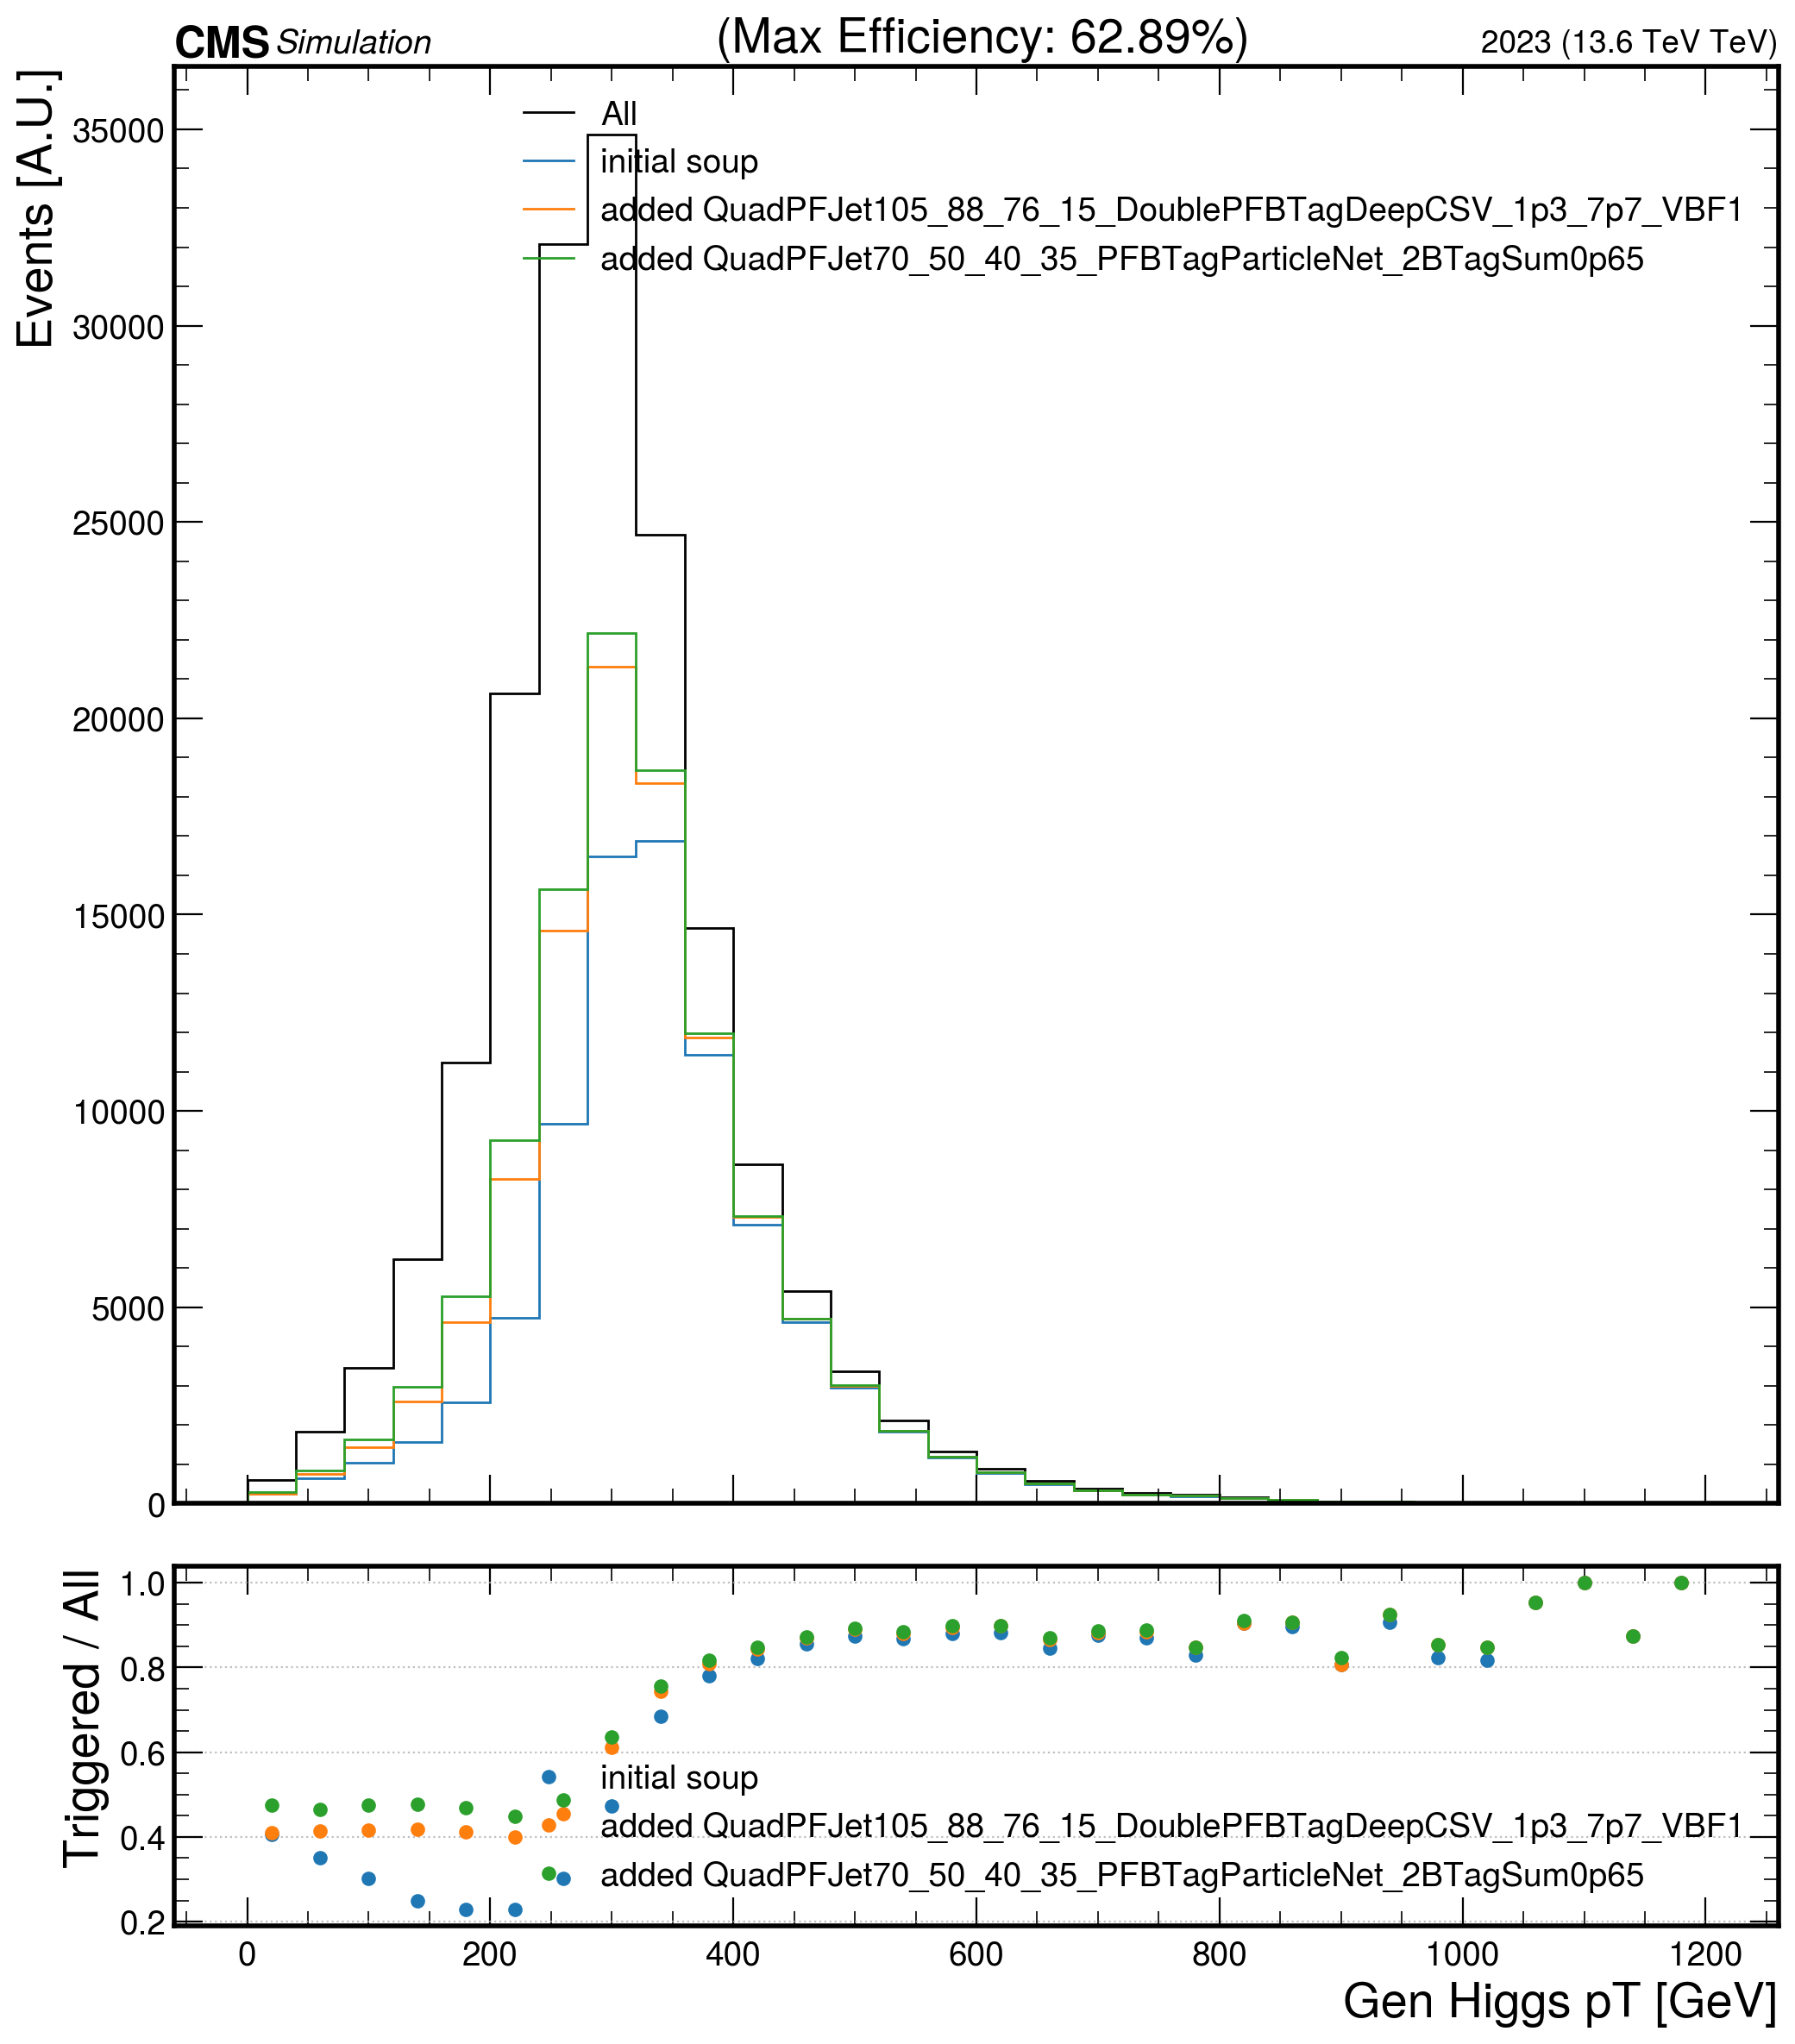 CMS Simulation (Max Efficiency: 62.89%) 2023 (13.6 TeV TeV)
Events [A.U.]
35000
30000
25000
20000
15000
10000
5000
0
All
initial soup
added QuadPFJet105_88_76_15_DoublePFBTagDeepCSV_1p3_7p7_VBF1
added QuadPFJet70_50_40_35_PFBTagParticleNet_2BTagSum0p65
Triggered / All
1.0
0.8
0.6
0.4
0.2
initial soup
added QuadPFJet105_88_76_15_DoublePFBTagDeepCSV_1p3_7p7_VBF1
added QuadPFJet70_50_40_35_PFBTagParticleNet_2BTagSum0p65
0 200 400 600 800 1000 1200
Gen Higgs pT [GeV]